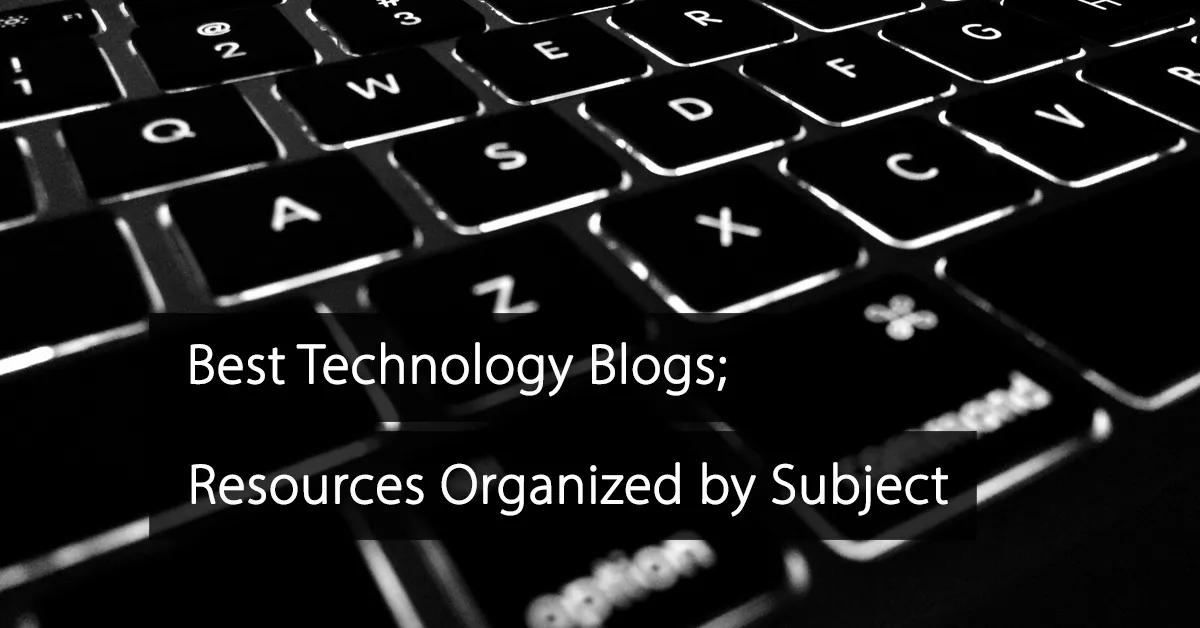 F1
@
2
#
3
!
1
Q
W
E
R
A
S
D
F
G
Z
X
C
V
⌘
Best Technology Blogs;
command
Resources Organized by Subject
option